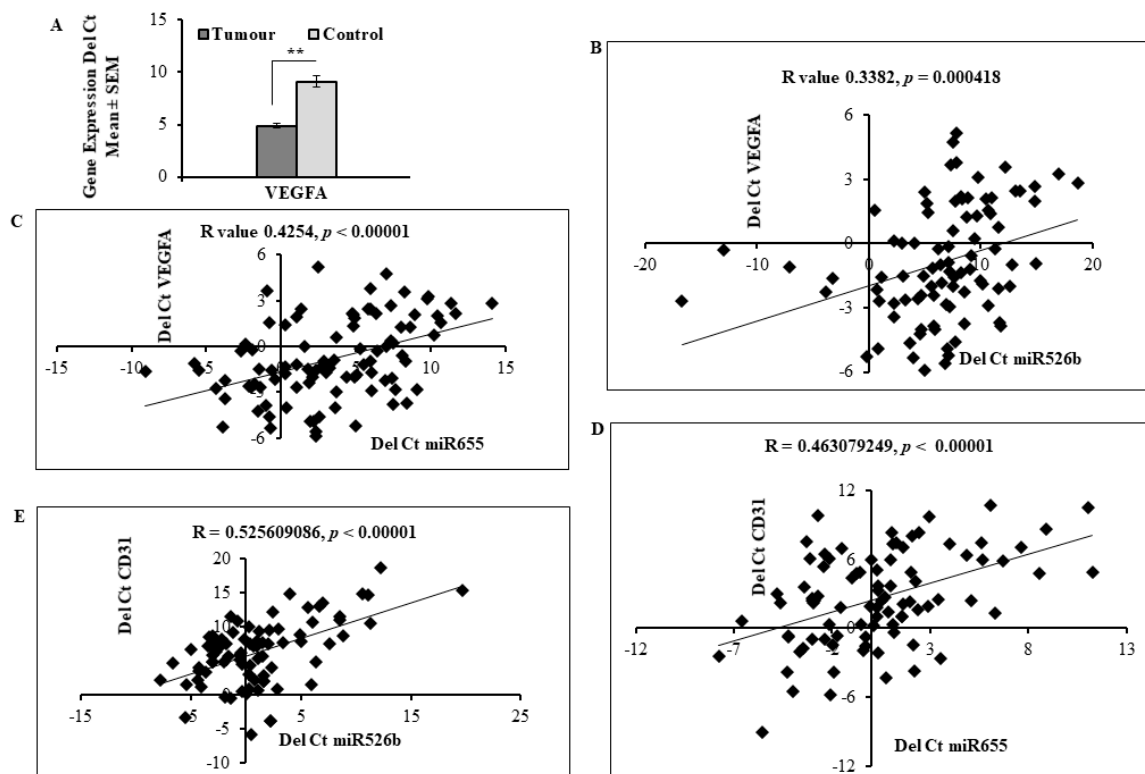 A
Gene Expression Del Ct
Mean ± SEM
15
10
5
0
Tumour Control
**
VEGFA
B
R value 0.3382, p = 0.000418
Del Ct VEGFA
6
3
0
-3
-6
-20 -10 0 10 20
Del Ct miR526b
C
R value 0.4254, p < 0.00001
Del Ct VEGFA
6
3
0
-3
-6
-15 -10 -5 0 5 10 15
Del Ct miR655
D
R = 0.463079249, p < 0.00001
Del Ct CD31
12
6
0
-6
-12
-12 -7 -2 3 8 13
Del Ct miR655
E
R = 0.525609086, p < 0.00001
Del Ct CD31
20
15
10
5
0
-5
-10
-15 -5 5 15 25
Del Ct miR526b